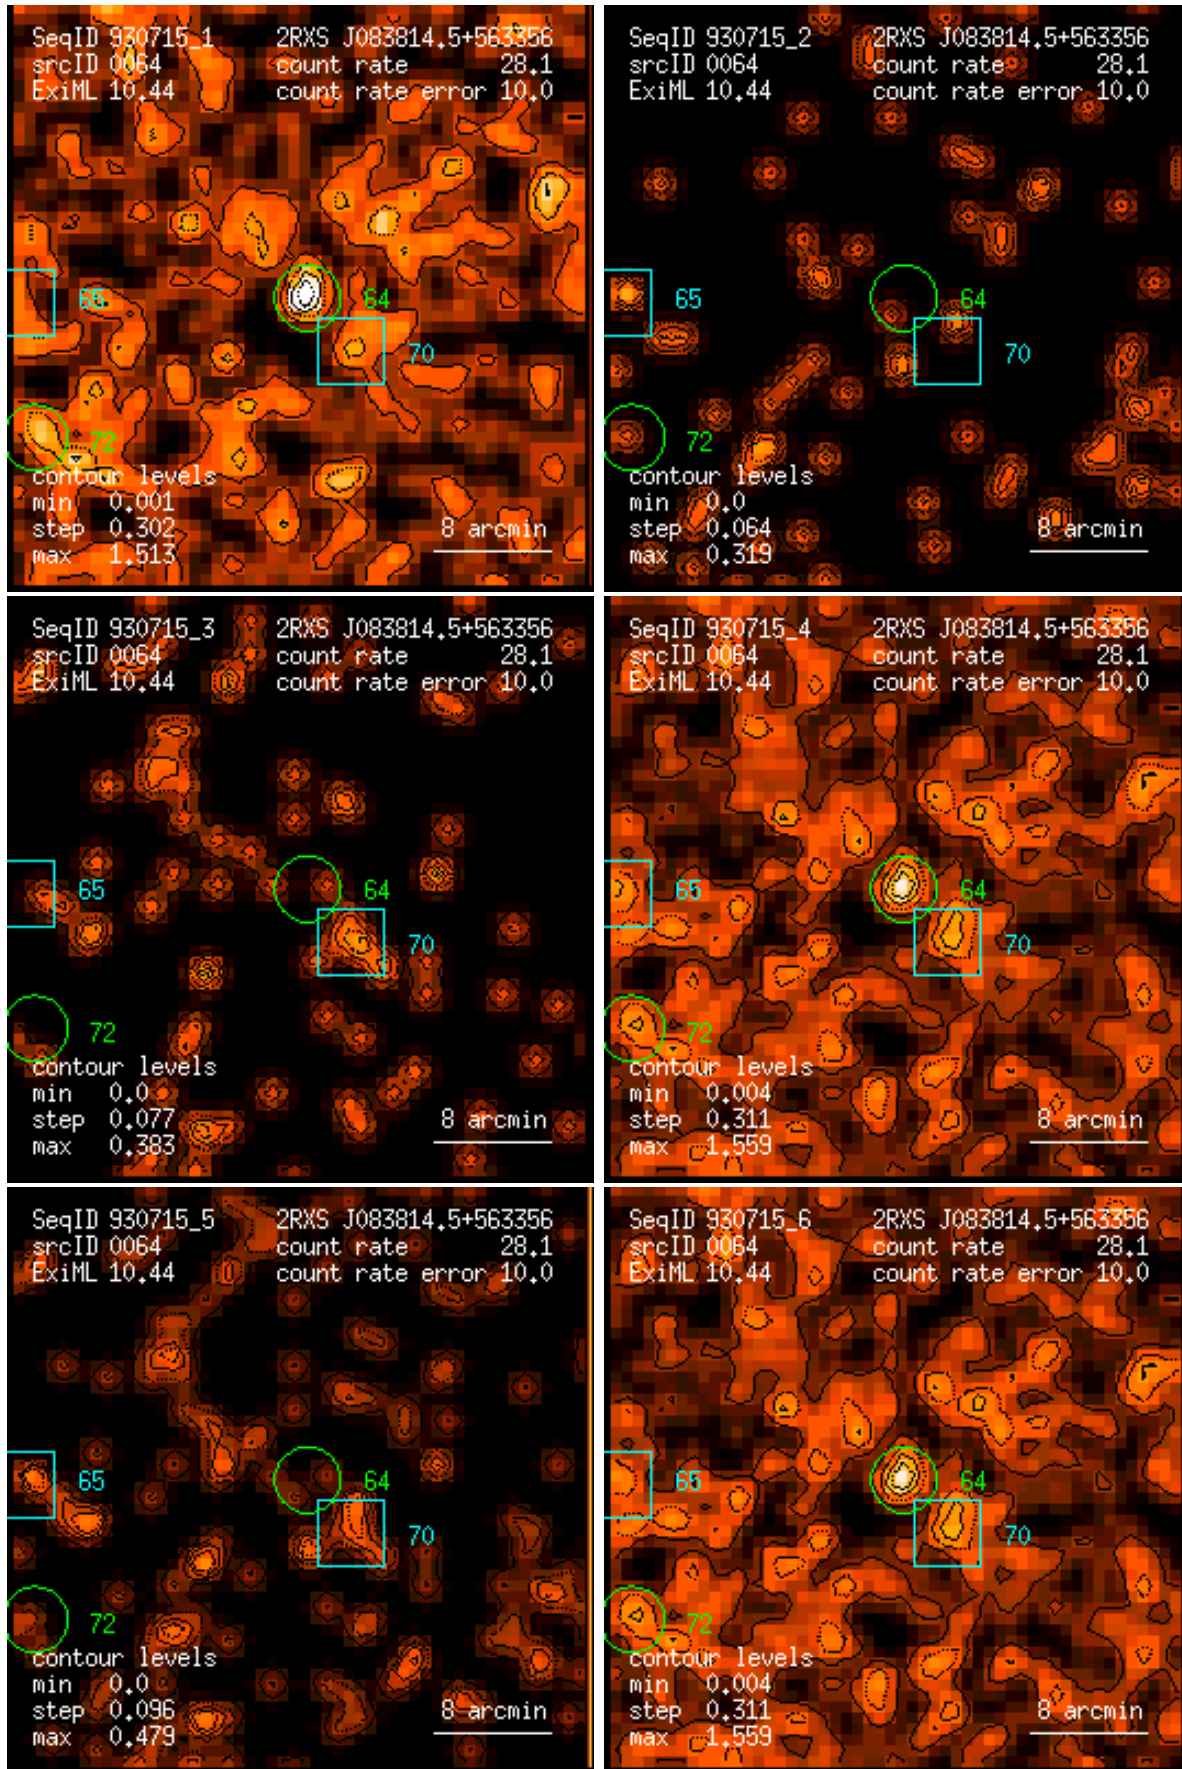 SeqID 930715_1 2RXS J083814.5+563356
srcID 0064 count rate 28.1
ExiML 10.44 count rate error 10.0
65
64
70
72
contour levels
min 0.001
step 0.302
max 1.513
8 arcmin
SeqID 930715_2 2RXS J083814.5+563356
srcID 0064 count rate 28.1
ExiML 10.44 count rate error 10.0
65
64
70
72
contour levels
min 0.0
step 0.064
max 0.319
8 arcmin
SeqID 930715_3 2RXS J083814.5+563356
srcID 0064 count rate 28.1
ExiML 10.44 count rate error 10.0
65
64
70
72
contour levels
min 0.0
step 0.077
max 0.383
8 arcmin
SeqID 930715_4 2RXS J083814.5+563356
srcID 0064 count rate 28.1
ExiML 10.44 count rate error 10.0
65
64
70
72
contour levels
min 0.004
step 0.311
max 1.559
8 arcmin
SeqID 930715_5 2RXS J083814.5+563356
srcID 0064 count rate 28.1
ExiML 10.44 count rate error 10.0
65
64
70
72
contour levels
min 0.0
step 0.096
max 0.479
8 arcmin
SeqID 930715_6 2RXS J083814.5+563356
srcID 0064 count rate 28.1
ExiML 10.44 count rate error 10.0
65
64
70
72
contour levels
min 0.004
step 0.311
max 1.559
8 arcmin